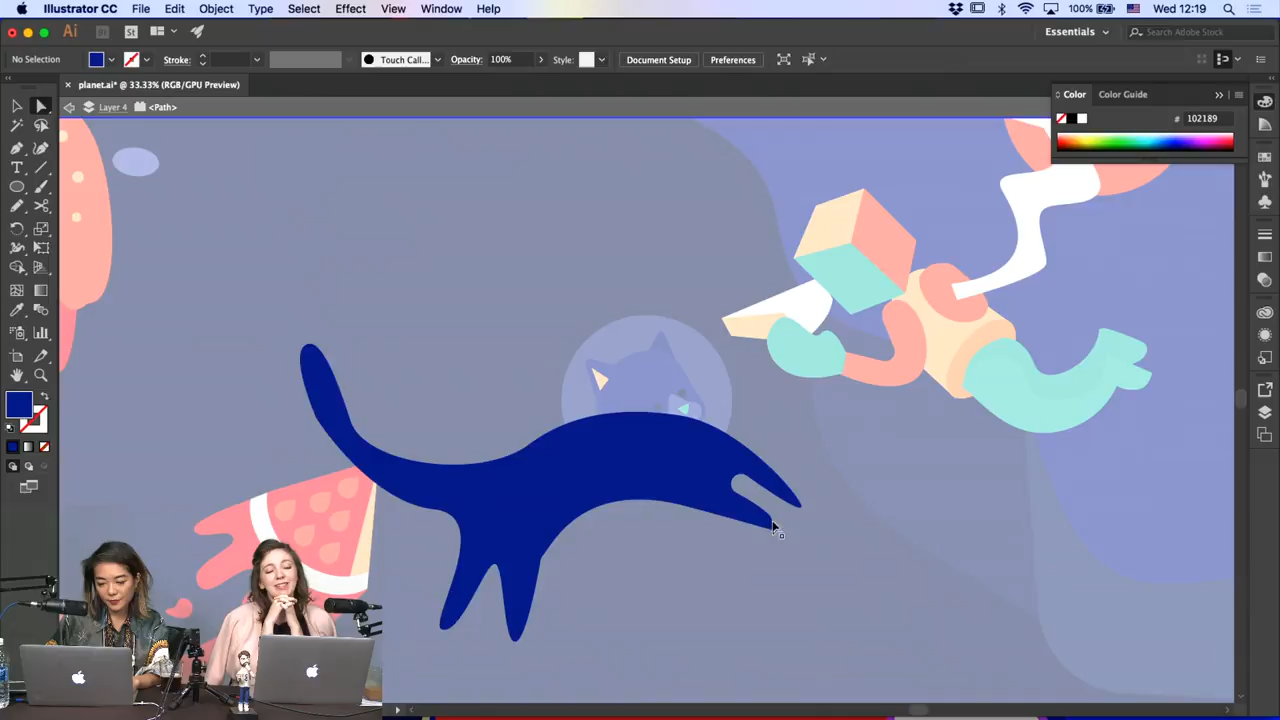 Illustrator CC File Edit Object Type Select Effect View Window Help 100% Wed 12:19
Ai Br St Essentials Search Adobe Stock
No Selection Stroke: Touch Call... Opacity: 100% Style: Document Setup Preferences
× planet.ai* @ 33.33% (RGB/GPU Preview)
Layer 4 <Path>
Color Color Guide
# 102189
T